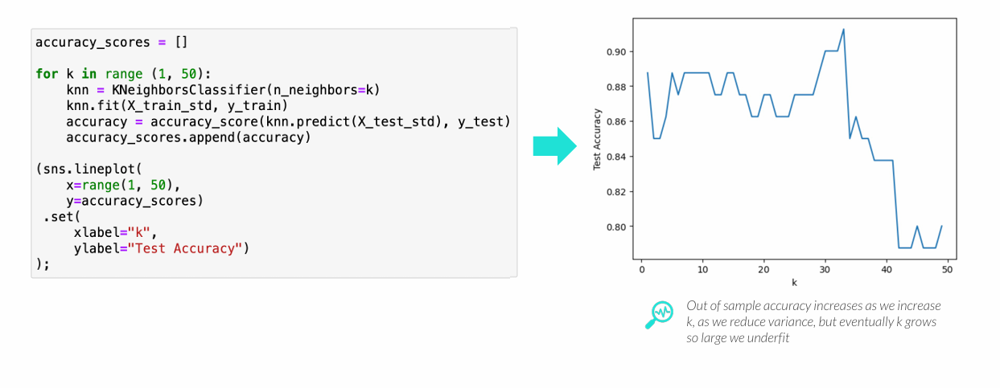 accuracy_scores = []
for k in range (1, 50):
    knn = KNeighborsClassifier(n_neighbors=k)
    knn.fit(X_train_std, y_train)
    accuracy = accuracy_score(knn.predict(X_test_std), y_test)
    accuracy_scores.append(accuracy)
(sns.lineplot(
    x=range(1, 50),
    y=accuracy_scores)
 .set(
     xlabel="k",
     ylabel="Test Accuracy")
);
Test Accuracy
0.90
0.88
0.86
0.84
0.82
0.80
0 10 20 30 40 50
k
Out of sample accuracy increases as we increase
k, as we reduce variance, but eventually k grows
so large we underfit